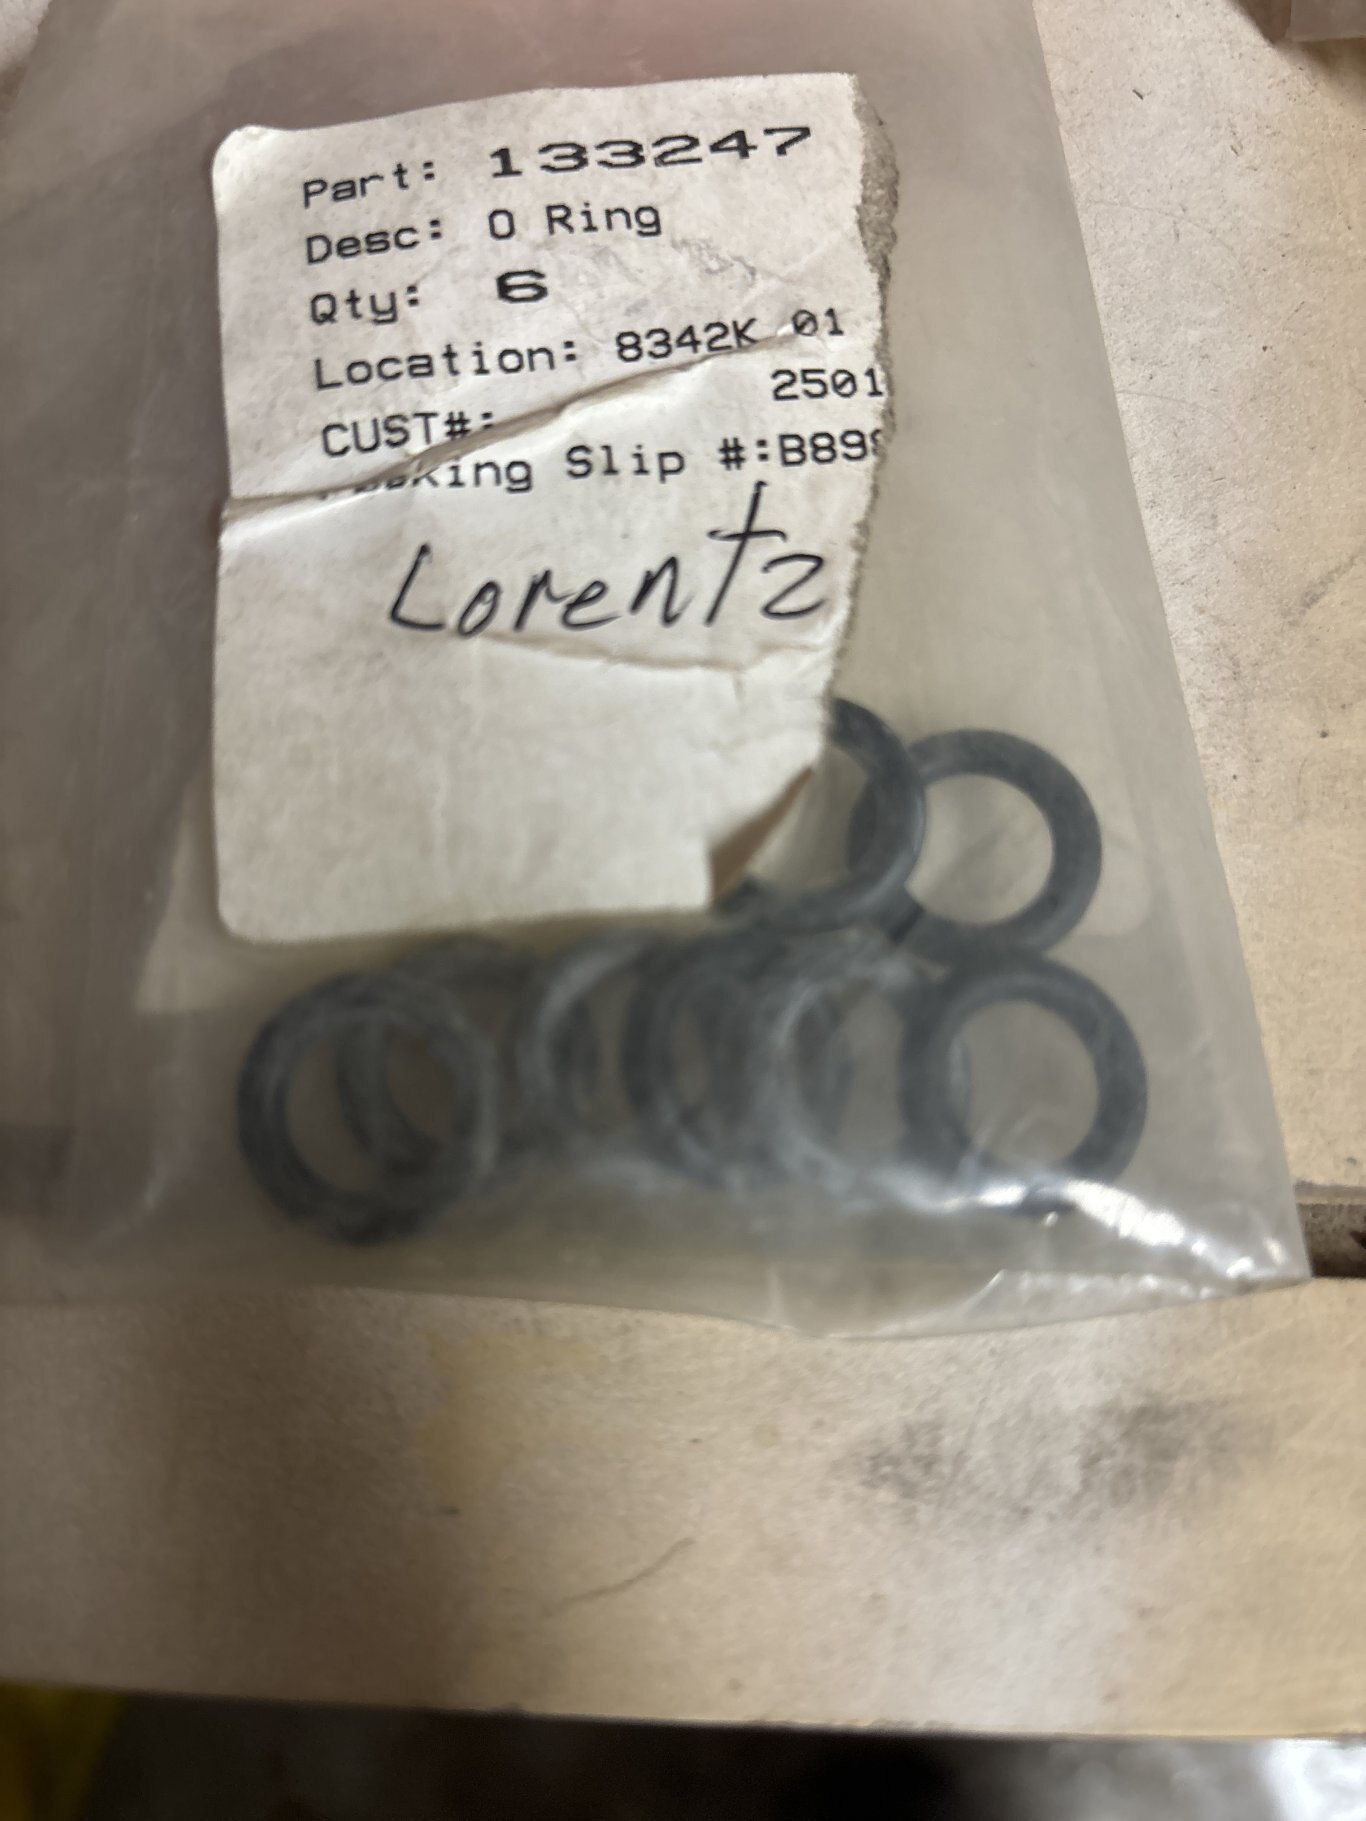 Part: 133247
Desc: O Ring
Qty: 6
Location: 8342K 01
2501
CUST#:
Slip #:B89
Lorentz